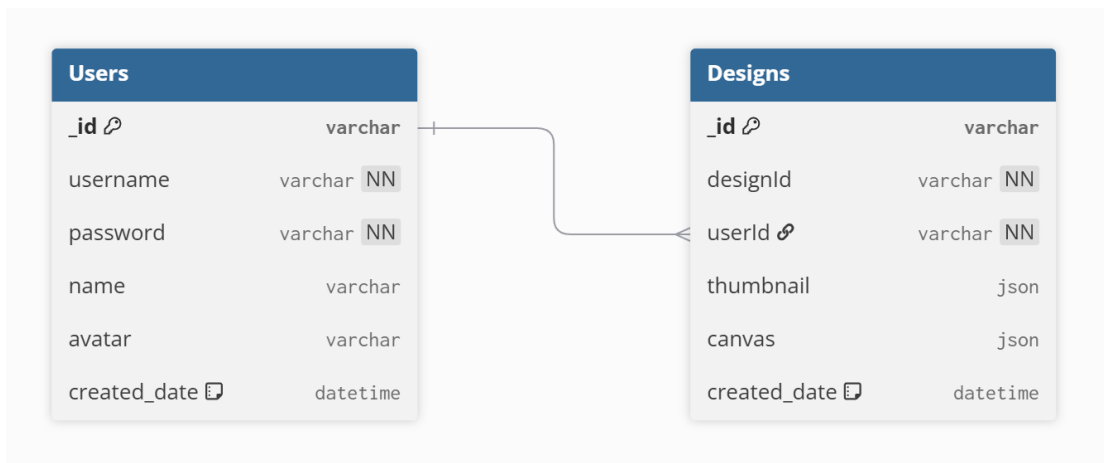 Users
_id varchar
username varchar NN
password varchar NN
name varchar
avatar varchar
created_date datetime
Designs
_id varchar
designId varchar NN
userId varchar NN
thumbnail json
canvas json
created_date datetime